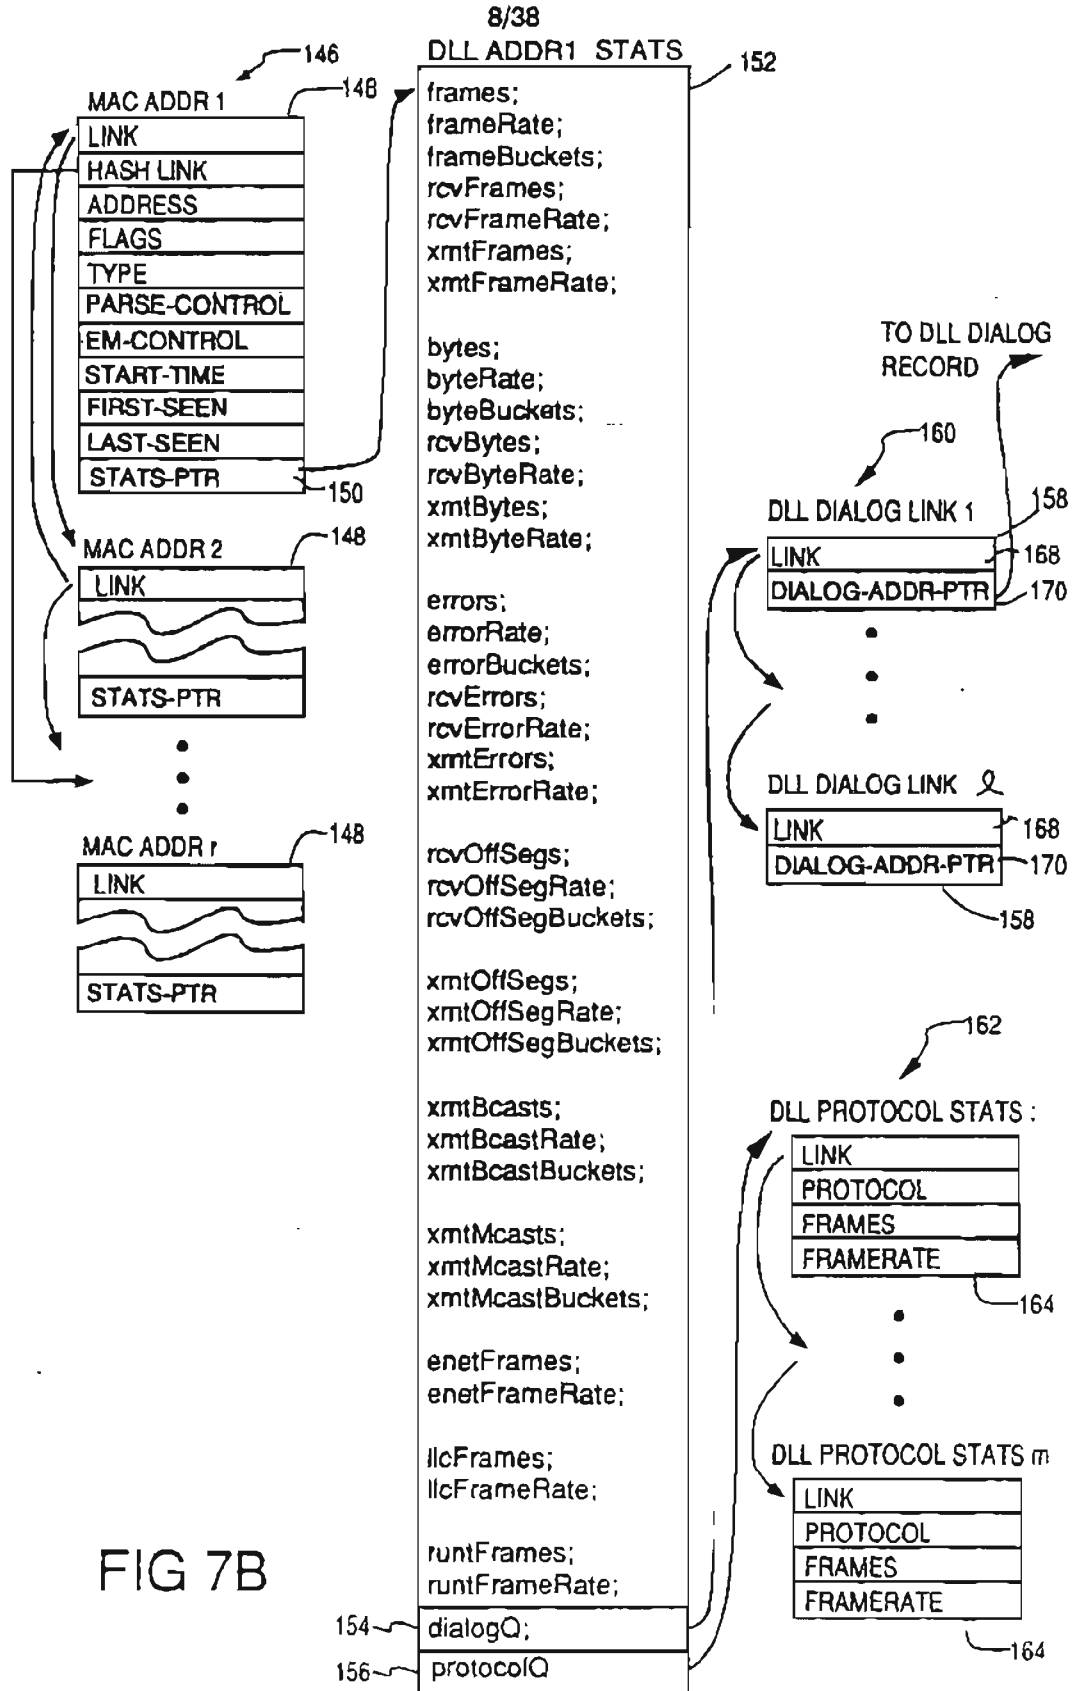 8/38
DLL ADDR1 STATS
146
152
MAC ADDR 1
148
LINK
HASH LINK
ADDRESS
FLAGS
TYPE
PARSE-CONTROL
EM-CONTROL
START-TIME
FIRST-SEEN
LAST-SEEN
STATS-PTR
150
MAC ADDR 2
148
LINK
STATS-PTR
MAC ADDR r
148
LINK
STATS-PTR
frames;
frameRate;
frameBuckets;
rcvFrames;
rcvFrameRate;
xmtFrames;
xmtFrameRate;
bytes;
byteRate;
byteBuckets;
rcvBytes;
rcvByteRate;
xmtBytes;
xmtByteRate;
errors;
errorRate;
errorBuckets;
rcvErrors;
rcvErrorRate;
xmtErrors;
xmtErrorRate;
rcvOffSegs;
rcvOffSegRate;
rcvOffSegBuckets;
xmtOffSegs;
xmtOffSegRate;
xmtOffSegBuckets;
xmtBcasts;
xmtBcastRate;
xmtBcastBuckets;
xmtMcasts;
xmtMcastRate;
xmtMcastBuckets;
enetFrames;
enetFrameRate;
llcFrames;
llcFrameRate;
runtFrames;
runtFrameRate;
154
dialogQ;
156
protocolQ
TO DLL DIALOG
RECORD
160
DLL DIALOG LINK 1
158
LINK
168
DIALOG-ADDR-PTR
170
DLL DIALOG LINK ℓ
LINK
168
DIALOG-ADDR-PTR
170
158
162
DLL PROTOCOL STATS :
LINK
PROTOCOL
FRAMES
FRAMERATE
164
DLL PROTOCOL STATS m
LINK
PROTOCOL
FRAMES
FRAMERATE
164
FIG 7B